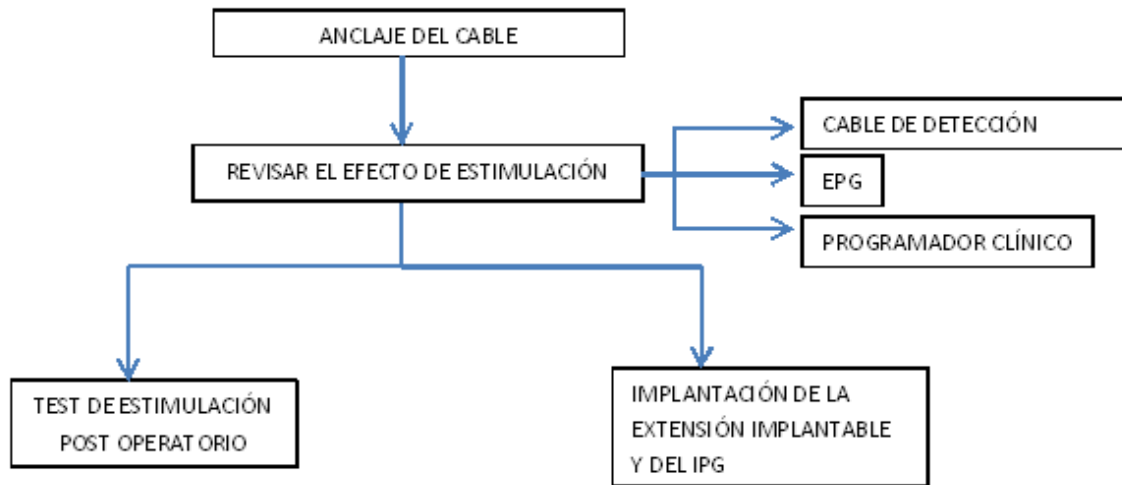 ANCLAJE DEL CABLE
REVISAR EL EFECTO DE ESTIMULACIÓN
CABLE DE DETECCIÓN
EPG
PROGRAMADOR CLÍNICO
TEST DE ESTIMULACIÓN
POST OPERATORIO
IMPLANTACIÓN DE LA
EXTENSIÓN IMPLANTABLE
Y DEL IPG